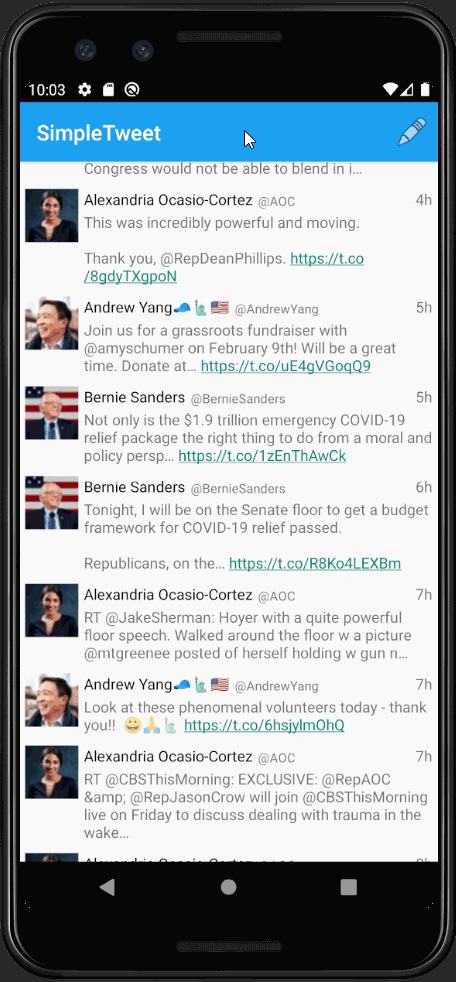 10:03
SimpleTweet
Congress would not be able to blend in i…
Alexandria Ocasio-Cortez @AOC 4h
This was incredibly powerful and moving.
Thank you, @RepDeanPhillips. https://t.co
/8gdyTXgpoN
Andrew Yang🧢🗽🇺🇸 @AndrewYang 5h
Join us for a grassroots fundraiser with
@amyschumer on February 9th! Will be a great
time. Donate at… https://t.co/uE4gVGoqQ9
Bernie Sanders @BernieSanders 5h
Not only is the $1.9 trillion emergency COVID-19
relief package the right thing to do from a moral and
policy persp… https://t.co/1zEnThAwCk
Bernie Sanders @BernieSanders 6h
Tonight, I will be on the Senate floor to get a budget
framework for COVID-19 relief passed.
Republicans, on the… https://t.co/R8Ko4LEXBm
Alexandria Ocasio-Cortez @AOC 7h
RT @JakeSherman: Hoyer with a quite powerful
floor speech. Walked around the floor w a picture
@mtgreenee posted of herself holding w gun n…
Andrew Yang🧢🗽🇺🇸 @AndrewYang 7h
Look at these phenomenal volunteers today - thank
you!! 😀🙏🗽 https://t.co/6hsjylmOhQ
Alexandria Ocasio-Cortez @AOC 7h
RT @CBSThisMorning: EXCLUSIVE: @RepAOC
&amp; @RepJasonCrow will join @CBSThisMorning
live on Friday to discuss dealing with trauma in the
wake…